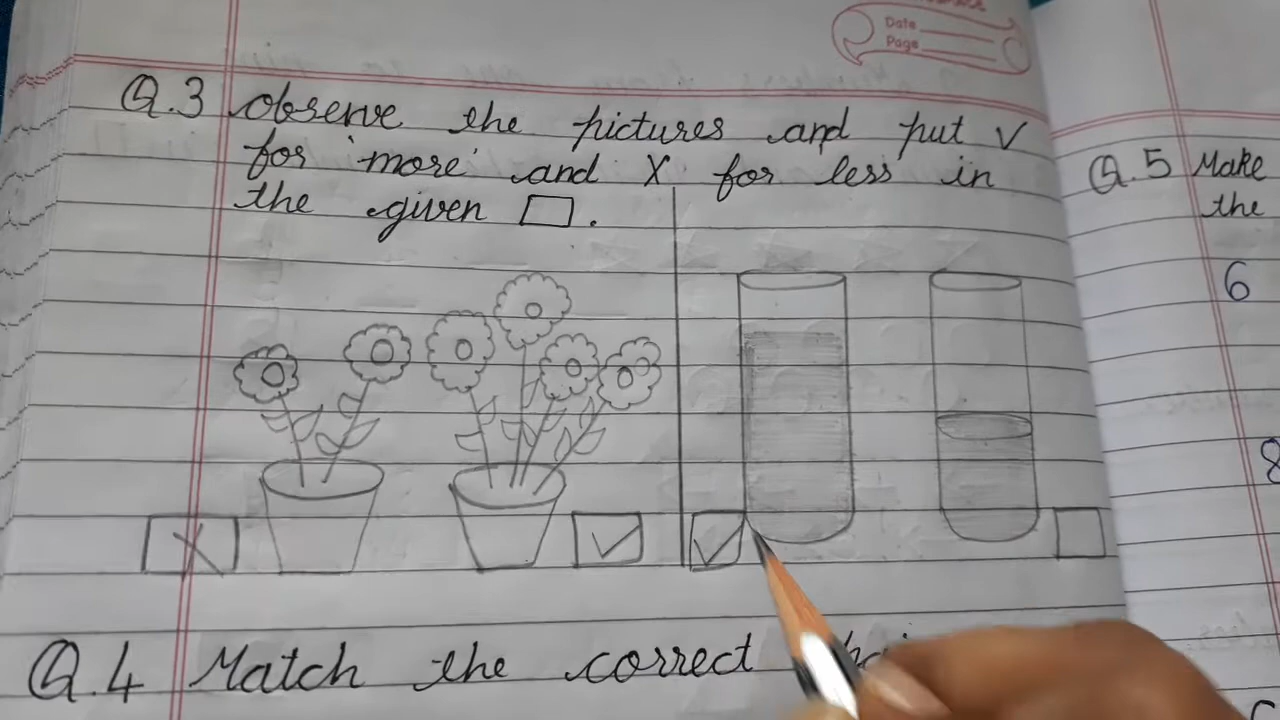 Date
Page
Q.3 observe the pictures and put ✓
for 'more' and X for less in
the given □.
Q.4 Match the correct
Q.5 Make
the
6
8